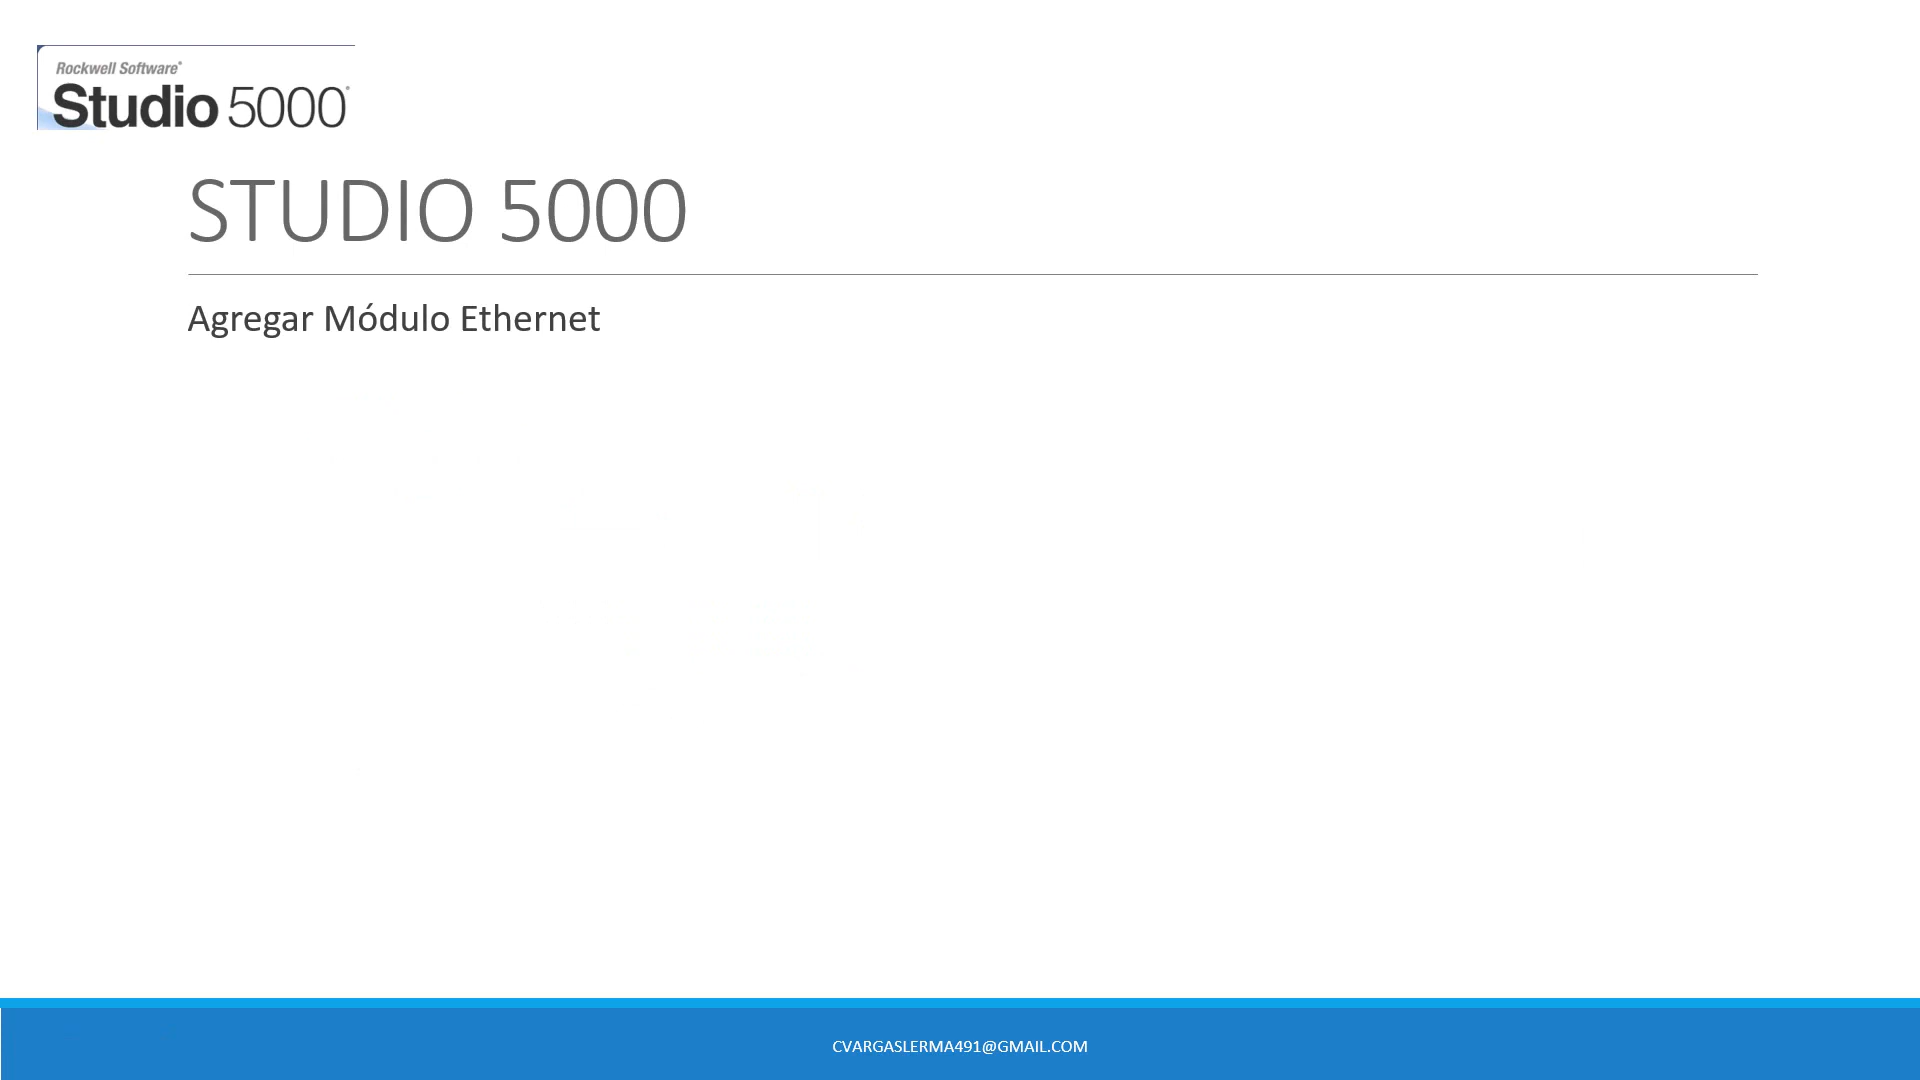 Rockwell Software®
Studio 5000®
STUDIO 5000
Agregar Módulo Ethernet
CVARGASLERMA491@GMAIL.COM